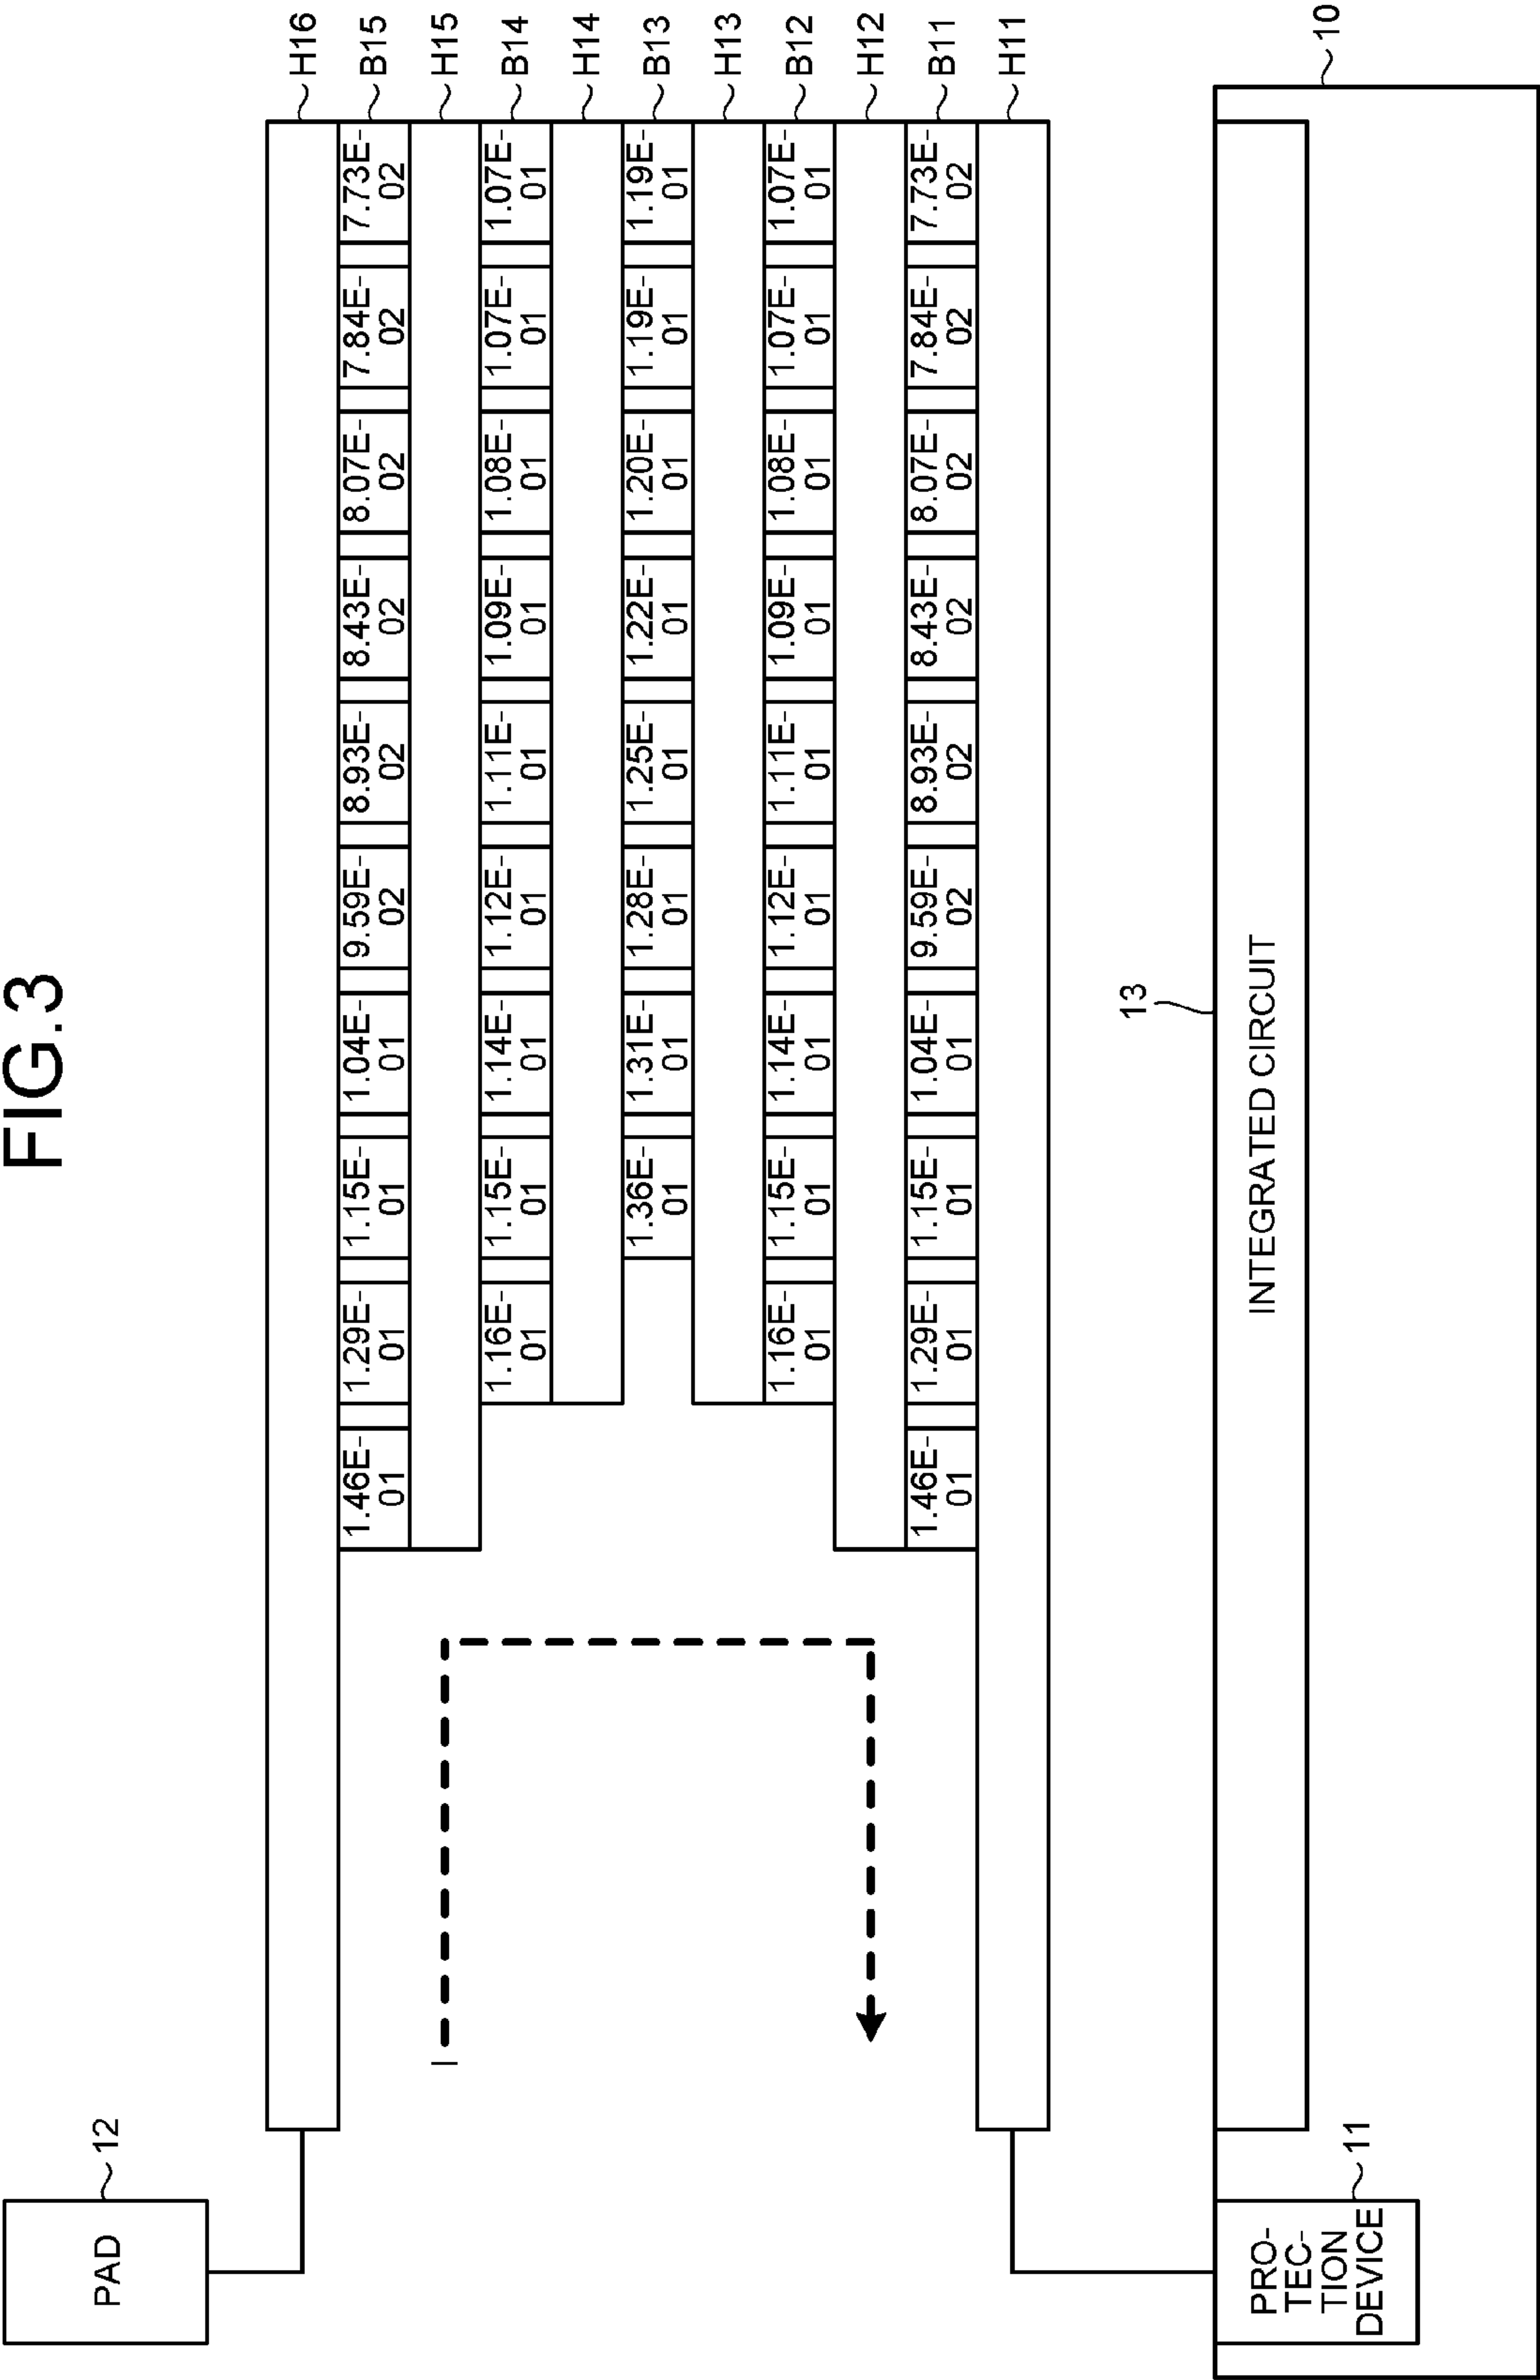 FIG.3
PAD
12
H16
1.46E- 1.29E- 1.15E- 1.04E- 9.59E- 8.93E- 8.43E- 8.07E- 7.84E- 7.73E-
01 01 01 01 02 02 02 02 02 02
B15
H15
1.16E- 1.15E- 1.14E- 1.12E- 1.11E- 1.09E- 1.08E- 1.07E- 1.07E-
01 01 01 01 01 01 01 01 01
B14
I
H14
1.36E- 1.31E- 1.28E- 1.25E- 1.22E- 1.20E- 1.19E- 1.19E-
01 01 01 01 01 01 01 01
B13
H13
1.16E- 1.15E- 1.14E- 1.12E- 1.11E- 1.09E- 1.08E- 1.07E- 1.07E-
01 01 01 01 01 01 01 01 01
B12
H12
1.46E- 1.29E- 1.15E- 1.04E- 9.59E- 8.93E- 8.43E- 8.07E- 7.84E- 7.73E-
01 01 01 01 02 02 02 02 02 02
B11
H11
13
10
PRO-
TEC-
TION
DEVICE
11
INTEGRATED CIRCUIT